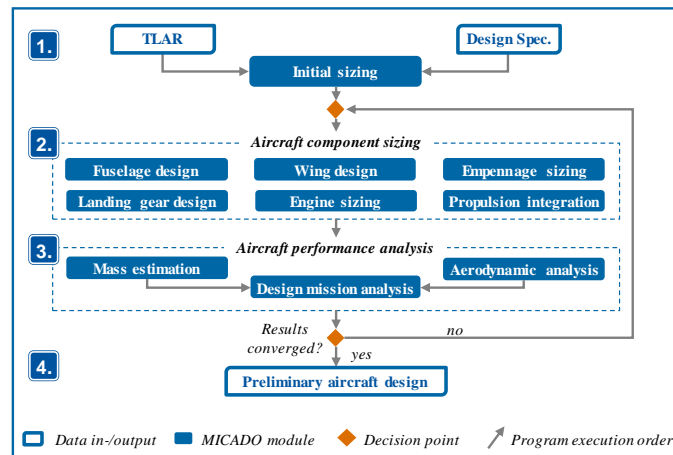 1.
TLAR
Design Spec.
Initial sizing
2.
Aircraft component sizing
Fuselage design
Wing design
Empennage sizing
Landing gear design
Engine sizing
Propulsion integration
3.
Aircraft performance analysis
Mass estimation
Aerodynamic analysis
Design mission analysis
Results
converged?
no
yes
4.
Preliminary aircraft design
Data in-/output
MICADO module
Decision point
Program execution order